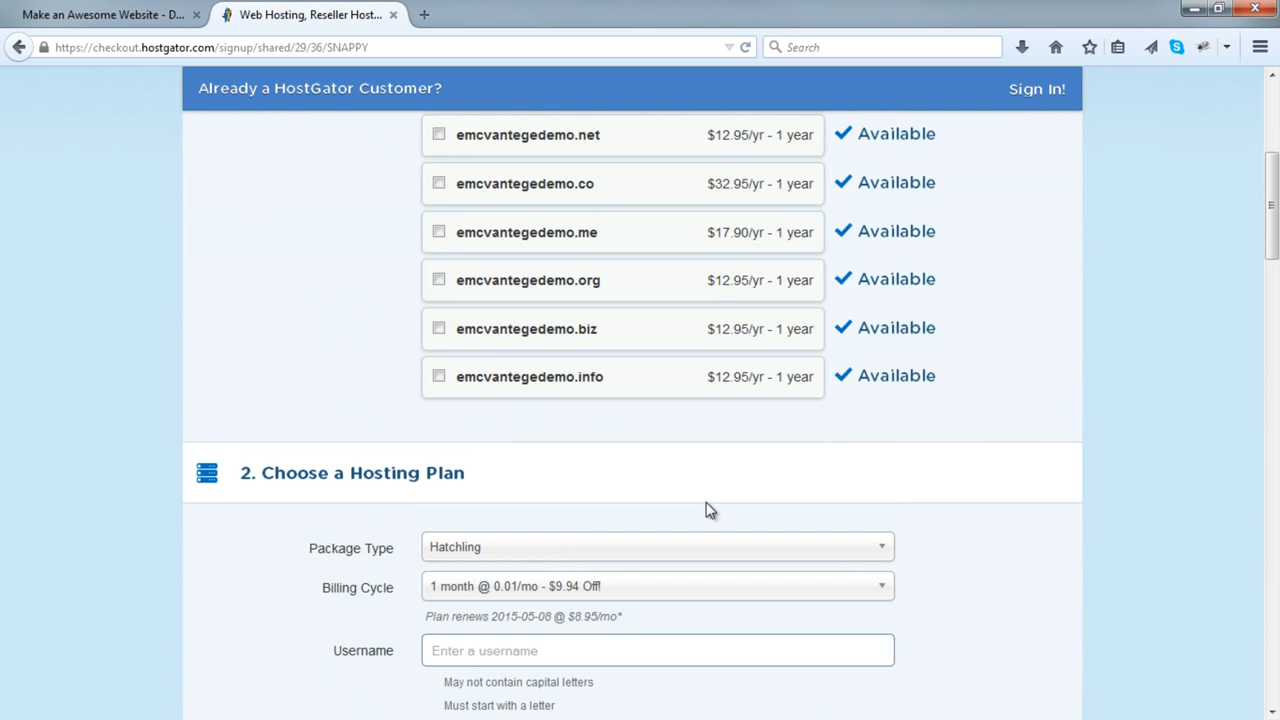 Make an Awesome Website - D...
Web Hosting, Reseller Host...
https://checkout.hostgator.com/signup/shared/29/36/SNAPPY
Search
Already a HostGator Customer?
Sign In!
emcvantegedemo.net $12.95/yr - 1 year Available
emcvantegedemo.co $32.95/yr - 1 year Available
emcvantegedemo.me $17.90/yr - 1 year Available
emcvantegedemo.org $12.95/yr - 1 year Available
emcvantegedemo.biz $12.95/yr - 1 year Available
emcvantegedemo.info $12.95/yr - 1 year Available
2. Choose a Hosting Plan
Package Type Hatchling
Billing Cycle 1 month @ 0.01/mo - $9.94 Off!
Plan renews 2015-05-08 @ $8.95/mo*
Username Enter a username
May not contain capital letters
Must start with a letter